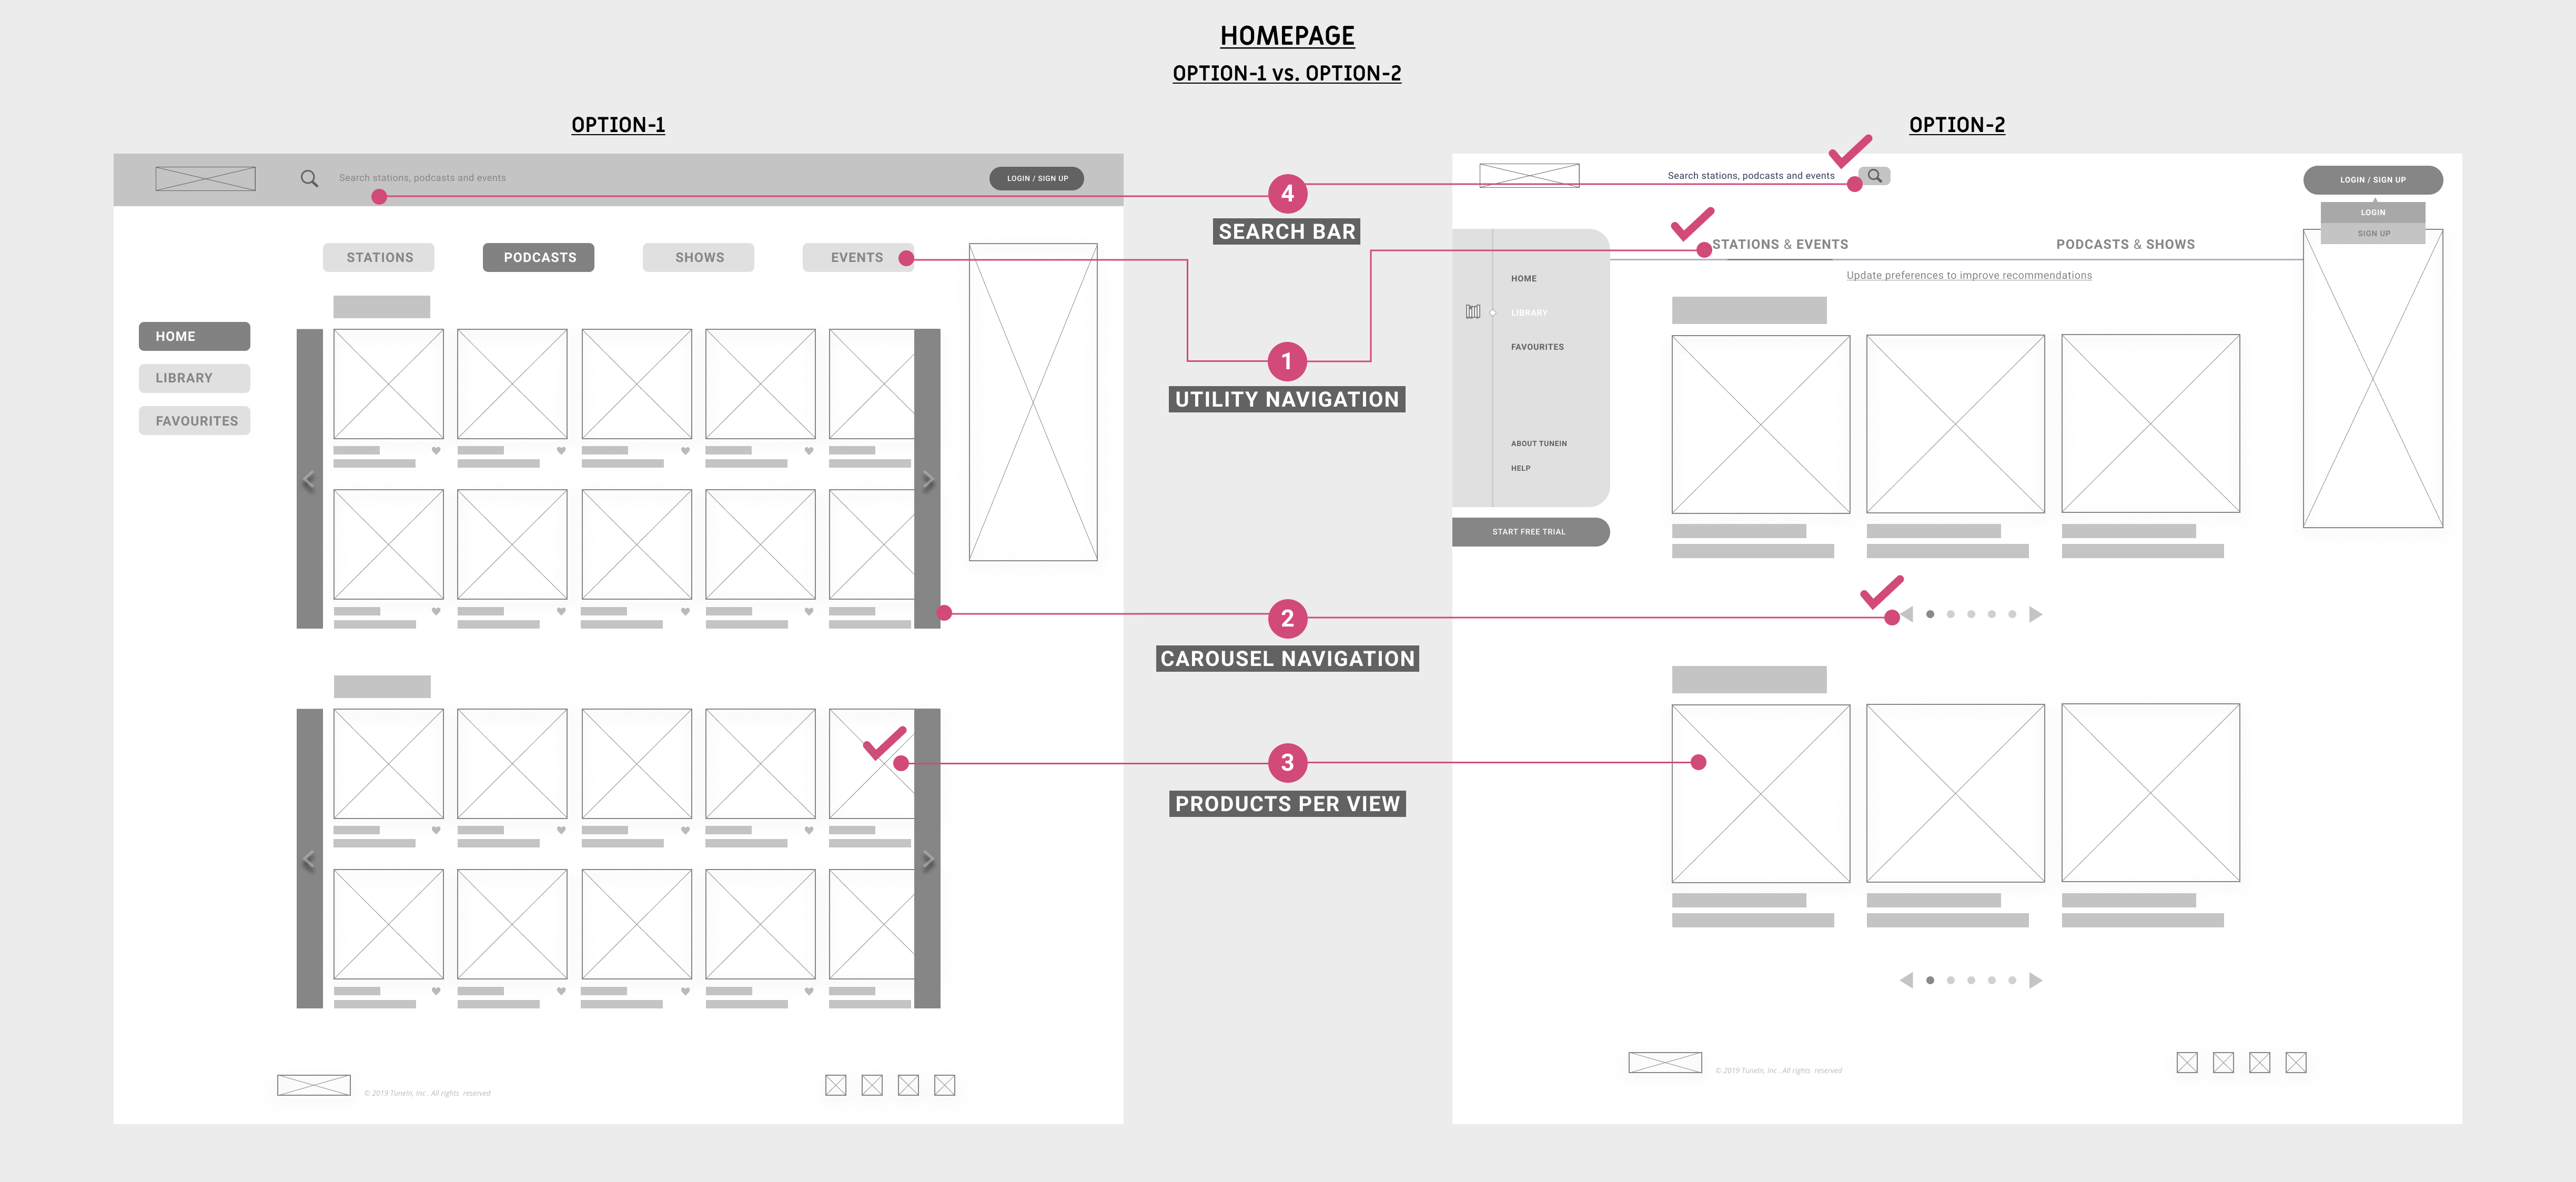 HOMEPAGE
OPTION-1 vs. OPTION-2
OPTION-1
Search stations, podcasts and events
LOGIN / SIGN UP
STATIONS
PODCASTS
SHOWS
EVENTS
HOME
LIBRARY
FAVOURITES
© 2019 TuneIn, Inc . All rights reserved
4
SEARCH BAR
1
UTILITY NAVIGATION
2
CAROUSEL NAVIGATION
3
PRODUCTS PER VIEW
OPTION-2
Search stations, podcasts and events
LOGIN / SIGN UP
LOGIN
SIGN UP
STATIONS & EVENTS
PODCASTS & SHOWS
Update preferences to improve recommendations
HOME
LIBRARY
FAVOURITES
ABOUT TUNEIN
HELP
START FREE TRIAL
© 2019 TuneIn, Inc . All rights reserved